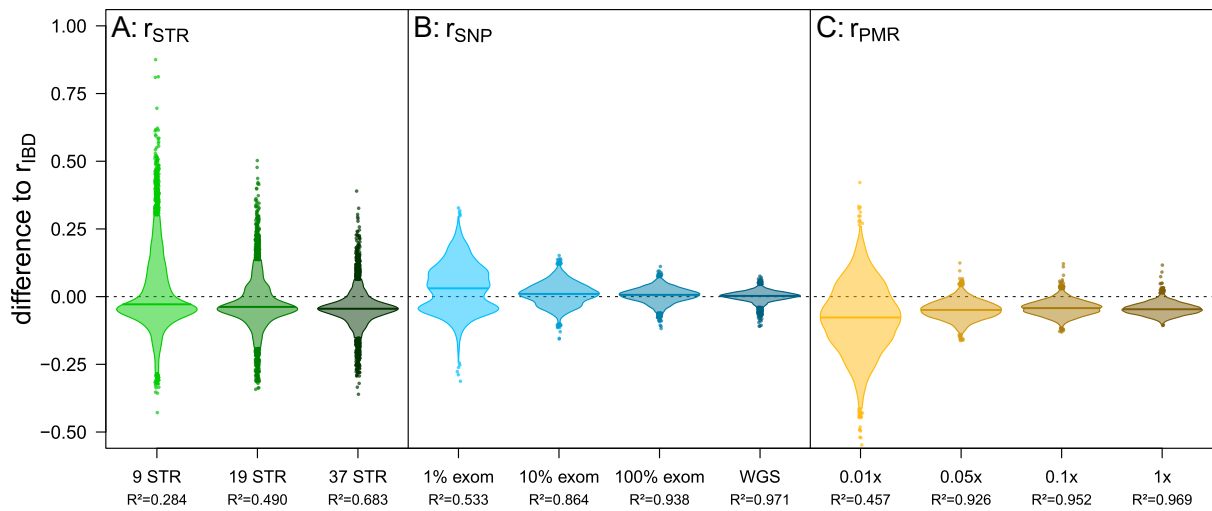 A: rSTR
B: rSNP
C: rPMR
difference to rIBD
1.00
0.75
0.50
0.25
0.00
−0.25
−0.50
9 STR 19 STR 37 STR 1% exom 10% exom 100% exom WGS 0.01x 0.05x 0.1x 1x
R²=0.284 R²=0.490 R²=0.683 R²=0.533 R²=0.864 R²=0.938 R²=0.971 R²=0.457 R²=0.926 R²=0.952 R²=0.969